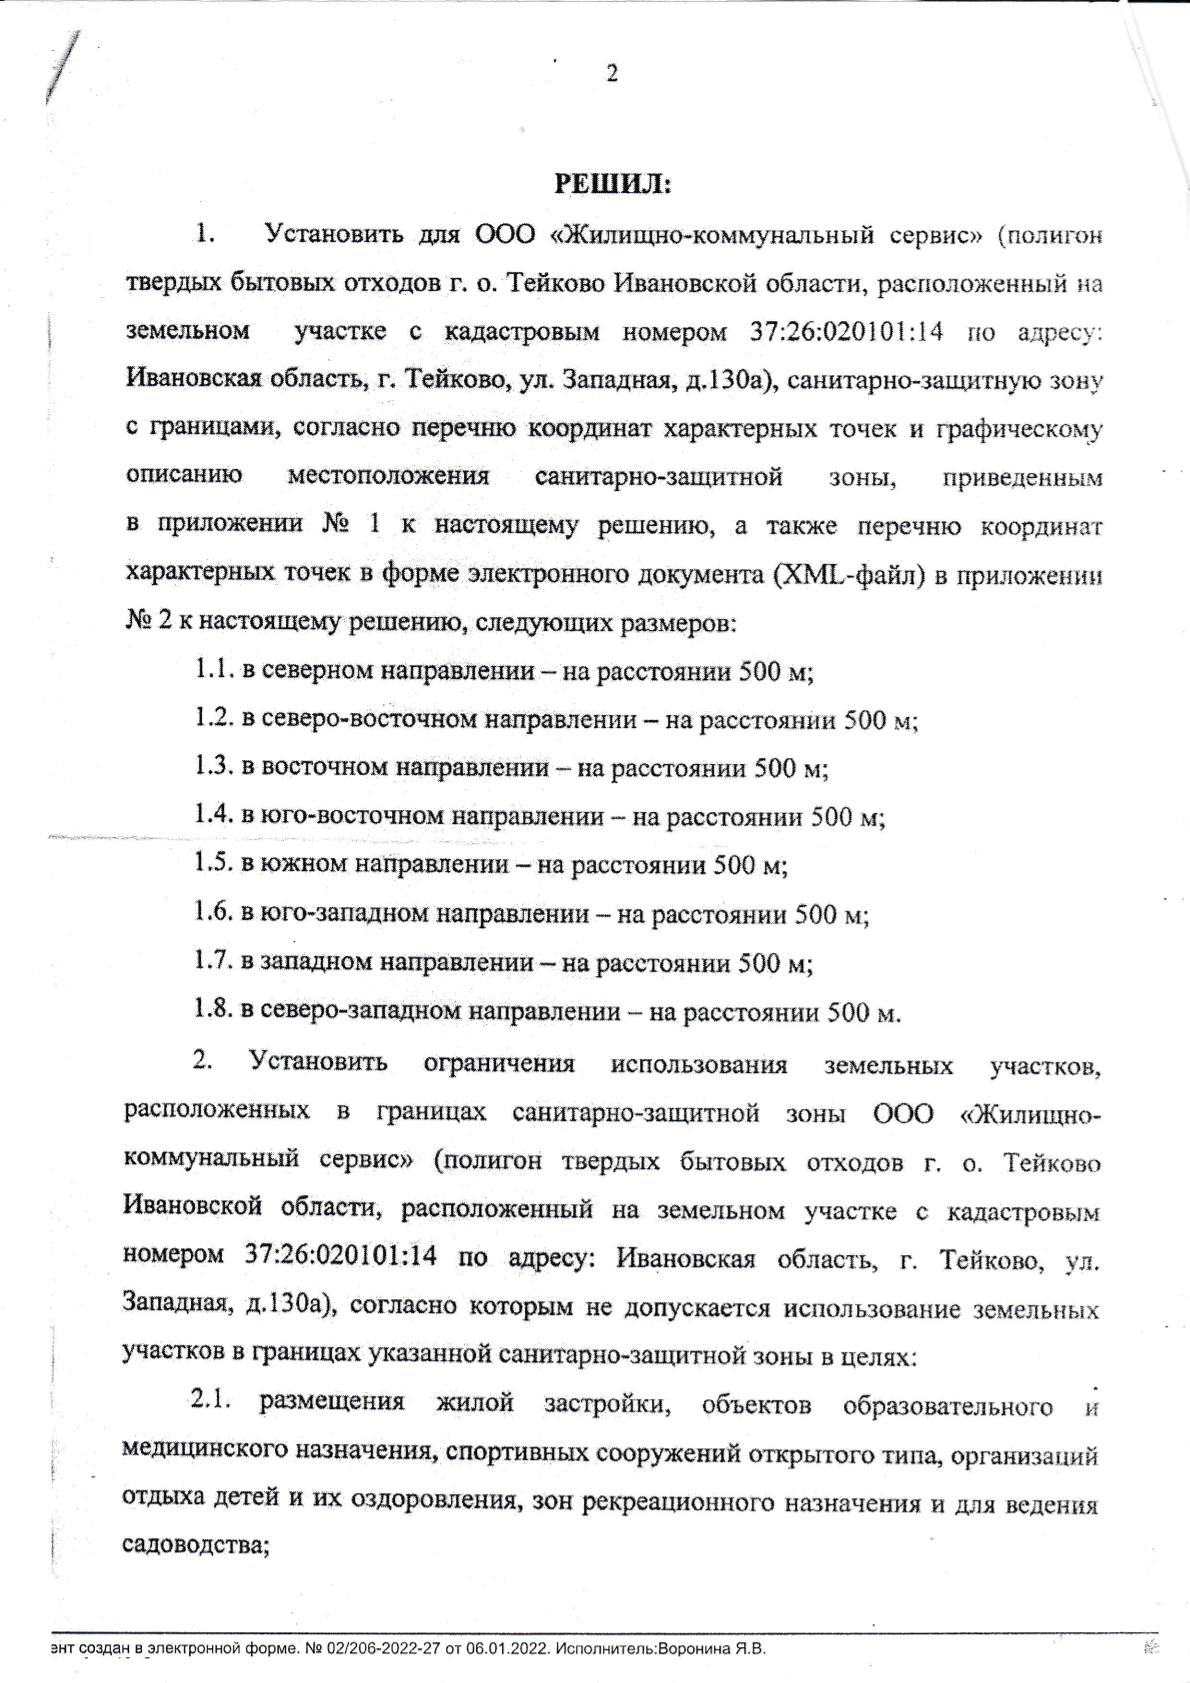 2
РЕШИЛ:
1. Установить для ООО «Жилищно-коммунальный сервис» (полигон
твердых бытовых отходов г. о. Тейково Ивановской области, расположенный на
земельном участке с кадастровым номером 37:26:020101:14 по адресу:
Ивановская область, г. Тейково, ул. Западная, д.130а), санитарно-защитную зону
с границами, согласно перечню координат характерных точек и графическому
описанию местоположения санитарно-защитной зоны, приведенным
в приложении № 1 к настоящему решению, а также перечню координат
характерных точек в форме электронного документа (XML-файл) в приложении
№ 2 к настоящему решению, следующих размеров:
1.1. в северном направлении – на расстоянии 500 м;
1.2. в северо-восточном направлении – на расстоянии 500 м;
1.3. в восточном направлении – на расстоянии 500 м;
1.4. в юго-восточном направлении – на расстоянии 500 м;
1.5. в южном направлении – на расстоянии 500 м;
1.6. в юго-западном направлении – на расстоянии 500 м;
1.7. в западном направлении – на расстоянии 500 м;
1.8. в северо-западном направлении – на расстоянии 500 м.
2. Установить ограничения использования земельных участков,
расположенных в границах санитарно-защитной зоны ООО «Жилищно-
коммунальный сервис» (полигон твердых бытовых отходов г. о. Тейково
Ивановской области, расположенный на земельном участке с кадастровым
номером 37:26:020101:14 по адресу: Ивановская область, г. Тейково, ул.
Западная, д.130а), согласно которым не допускается использование земельных
участков в границах указанной санитарно-защитной зоны в целях:
2.1. размещения жилой застройки, объектов образовательного и
медицинского назначения, спортивных сооружений открытого типа, организаций
отдыха детей и их оздоровления, зон рекреационного назначения и для ведения
садоводства;
ент создан в электронной форме. № 02/206-2022-27 от 06.01.2022. Исполнитель:Воронина Я.В.